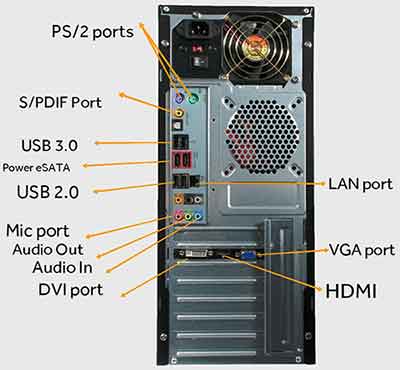 PS/2 ports
S/PDIF Port
USB 3.0
Power eSATA
USB 2.0
LAN port
Mic port
Audio Out
Audio In
DVI port
VGA port
HDMI